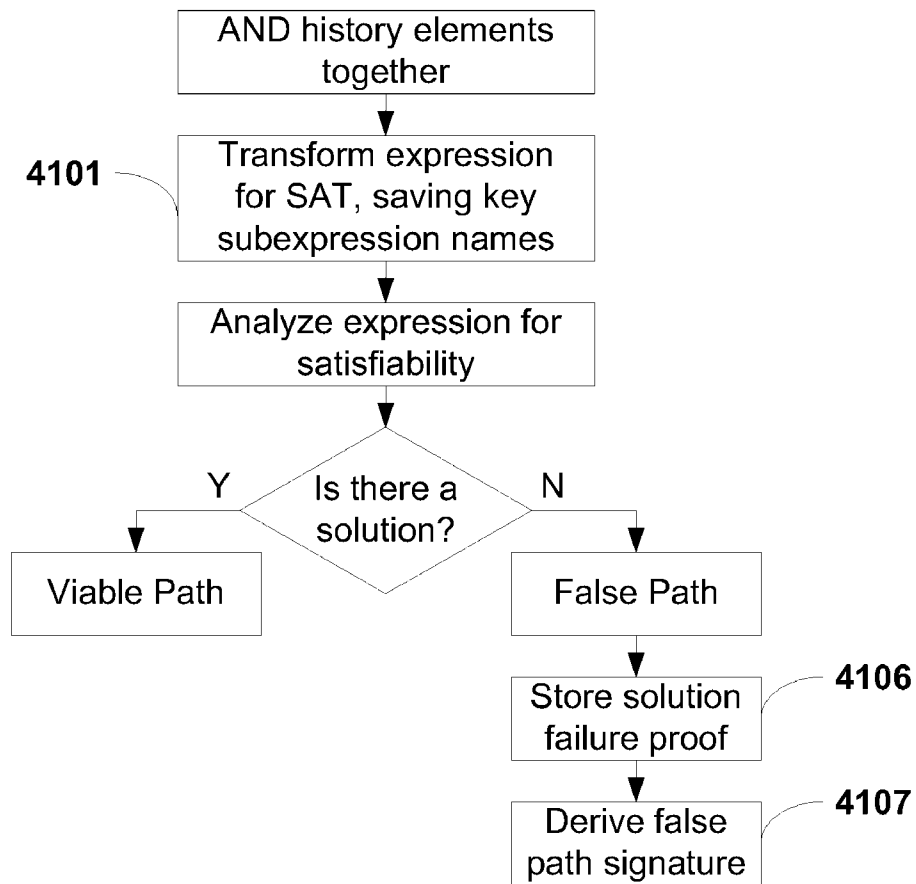 AND history elements
together
4101
Transform expression
for SAT, saving key
subexpression names
Analyze expression for
satisfiability
Y
Is there a
solution?
N
Viable Path
False Path
4106
Store solution
failure proof
4107
Derive false
path signature